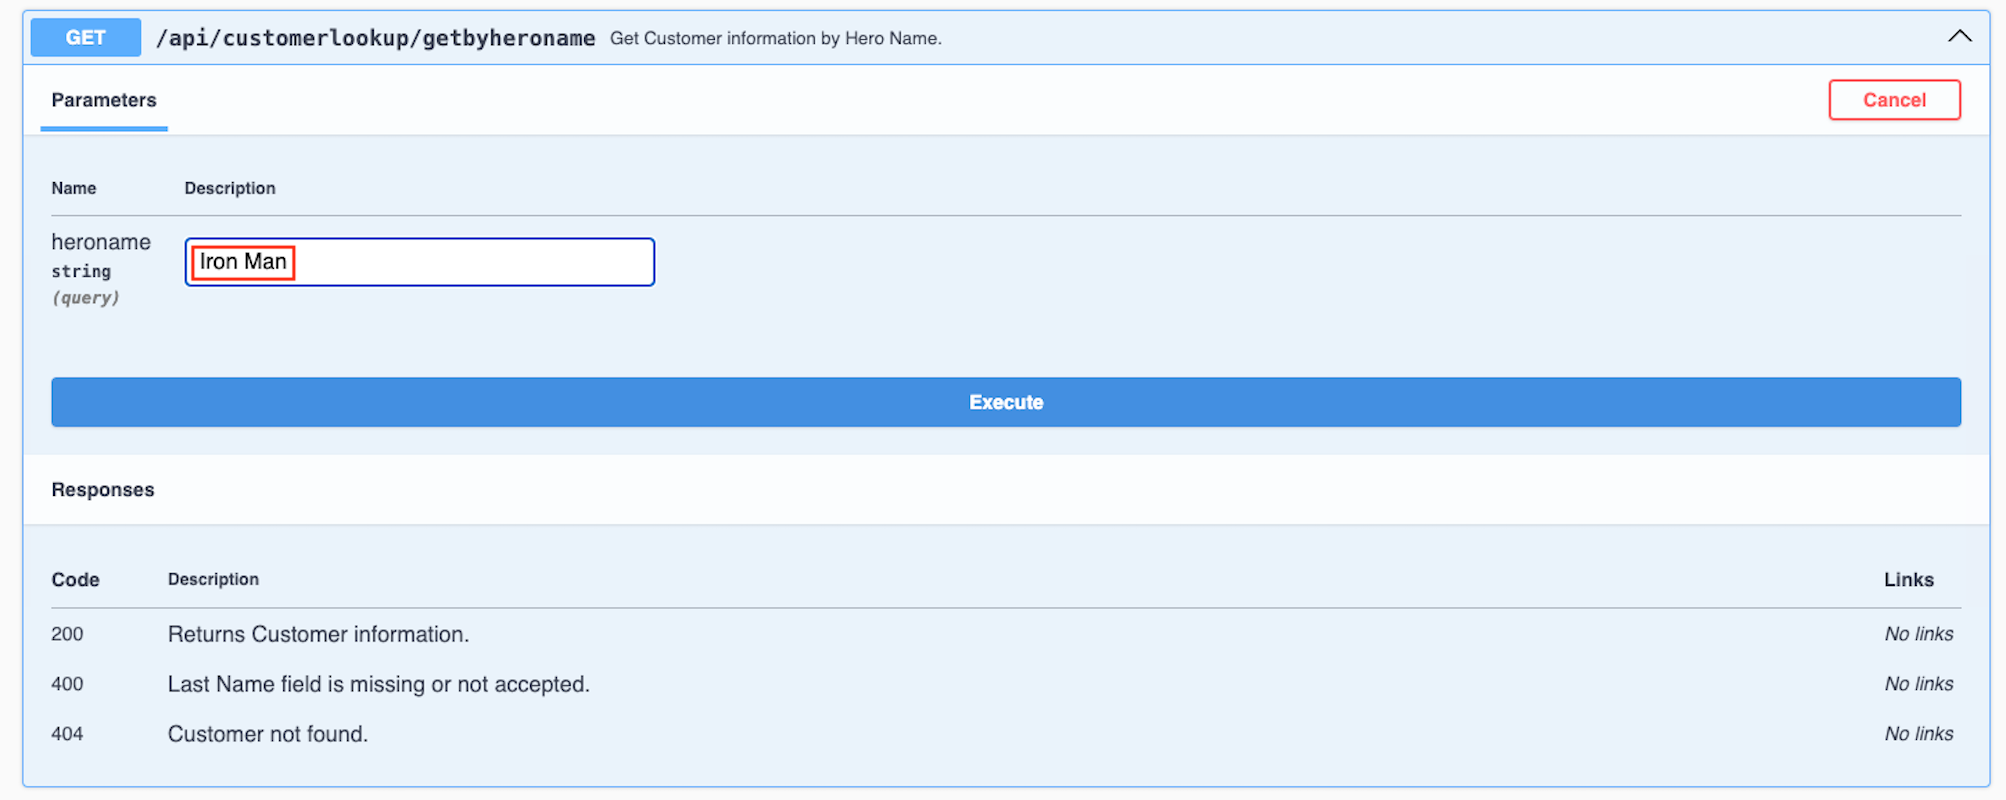 GET /api/customerlookup/getbyheroname Get Customer information by Hero Name.
Parameters Cancel
Name Description
heroname
string
(query)
Iron Man
Execute
Responses
Code Description Links
200 Returns Customer information. No links
400 Last Name field is missing or not accepted. No links
404 Customer not found. No links